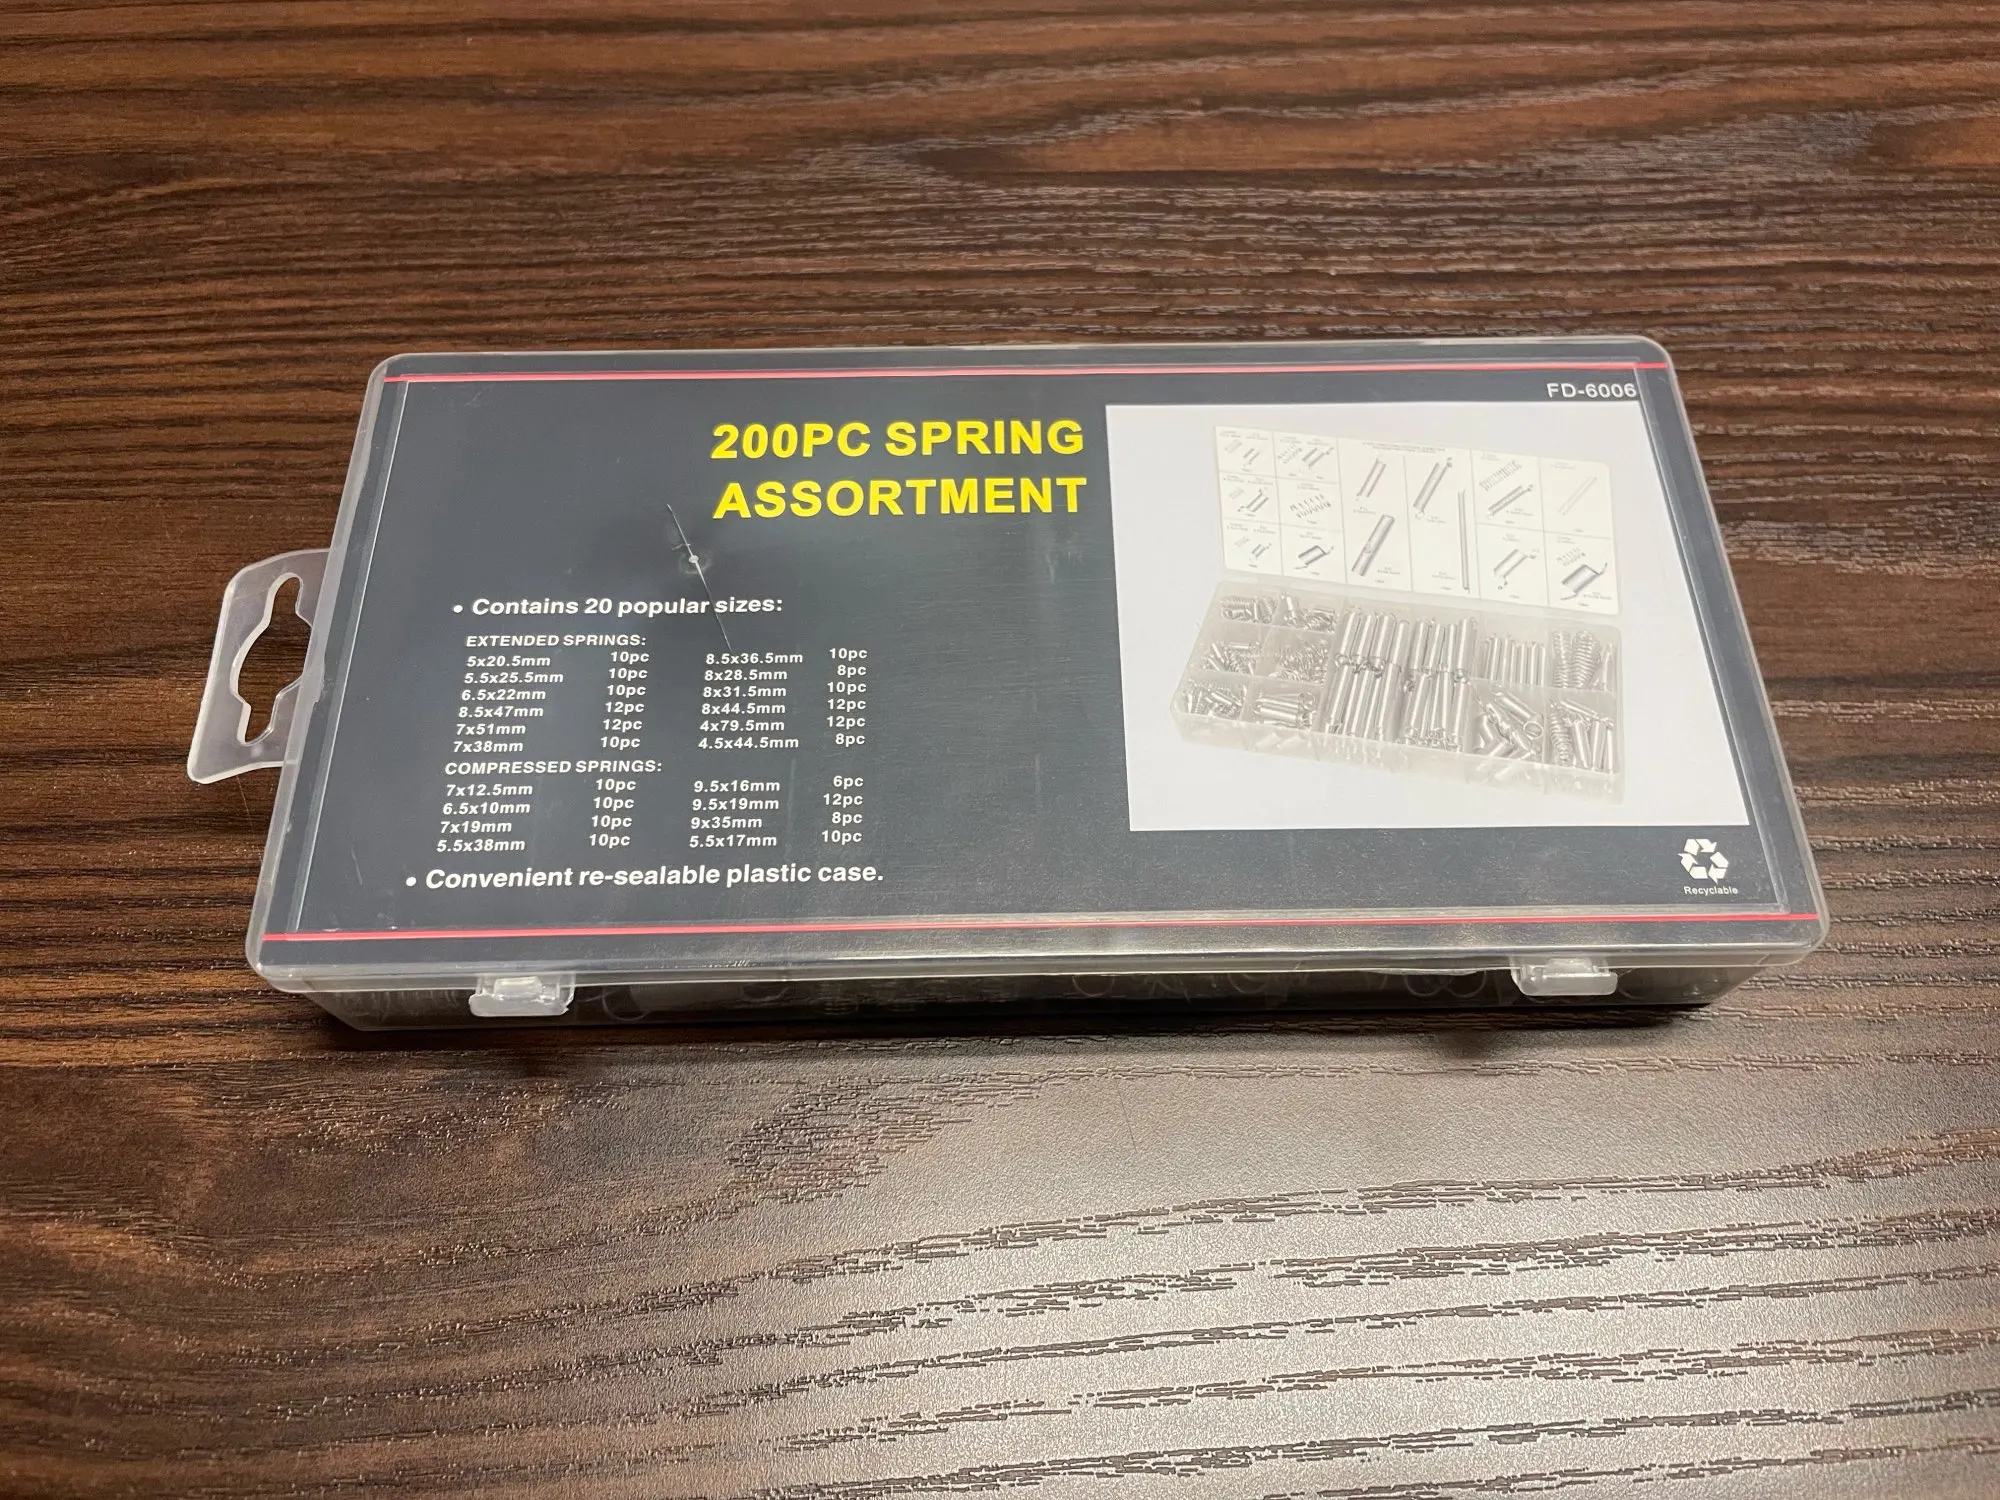 FD-6006
200PC SPRING
ASSORTMENT
• Contains 20 popular sizes:
EXTENDED SPRINGS:
5x20.5mm 10pc 8.5x36.5mm 10pc
5.5x25.5mm 10pc 8x28.5mm 8pc
6.5x22mm 10pc 8x31.5mm 10pc
8.5x47mm 12pc 8x44.5mm 12pc
7x51mm 12pc 4x79.5mm 12pc
7x38mm 10pc 4.5x44.5mm 8pc
COMPRESSED SPRINGS:
7x12.5mm 10pc 9.5x16mm 6pc
6.5x10mm 10pc 9.5x19mm 12pc
7x19mm 10pc 9x35mm 8pc
5.5x38mm 10pc 5.5x17mm 10pc
• Convenient re-sealable plastic case.
Recyclable